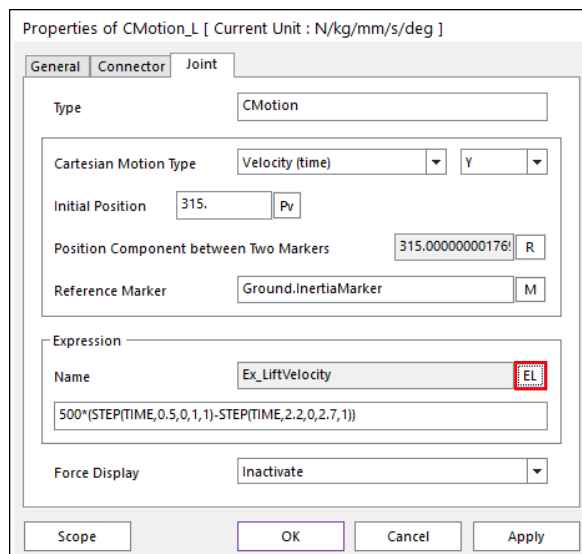 Properties of CMotion_L [ Current Unit : N/kg/mm/s/deg ]
General Connector Joint
Type CMotion
Cartesian Motion Type Velocity (time) Y
Initial Position 315. Pv
Position Component between Two Markers 315.00000000176 R
Reference Marker Ground.InertiaMarker M
Expression
Name Ex_LiftVelocity EL
500*(STEP(TIME,0.5,0,1,1)-STEP(TIME,2.2,0,2.7,1))
Force Display Inactivate
Scope OK Cancel Apply